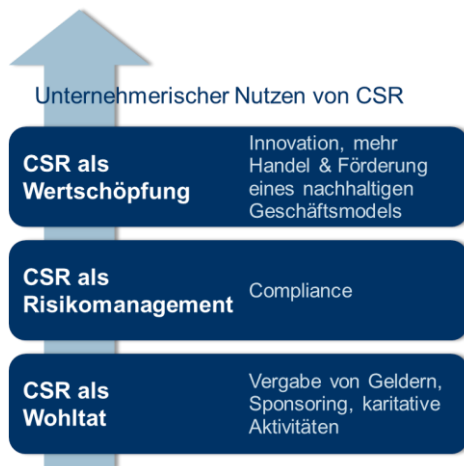 Unternehmerischer Nutzen von CSR
CSR als
Wertschöpfung
Innovation, mehr
Handel & Förderung
eines nachhaltigen
Geschäftsmodels
CSR als
Risikomanagement
Compliance
CSR als
Wohltat
Vergabe von Geldern,
Sponsoring, karitative
Aktivitäten